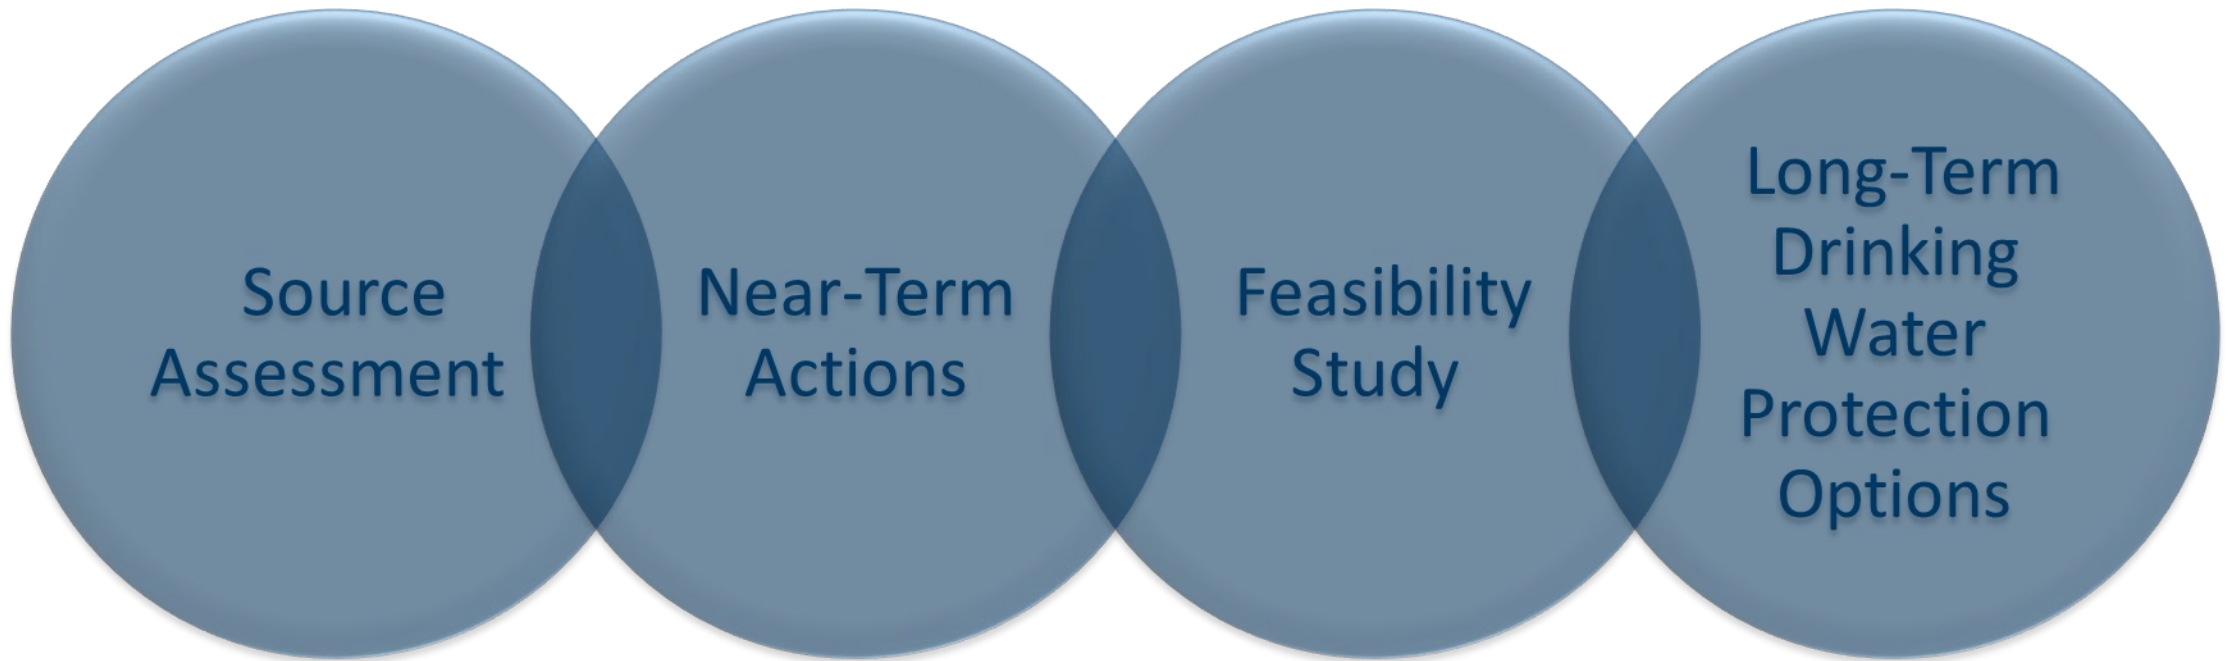 Source
Assessment
Near-Term
Actions
Feasibility
Study
Long-Term
Drinking
Water
Protection
Options